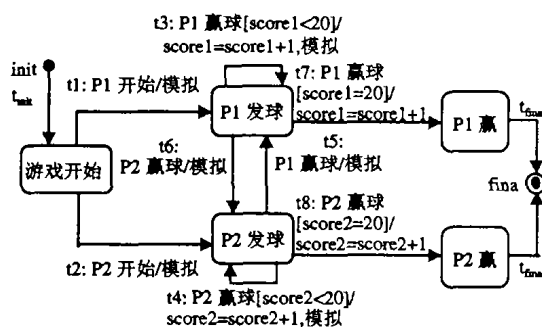 t3: P1 赢球[score1<20]/
score1=score1+1,模拟
init
t7: P1 赢球
[score1=20]/
score1=score1+1
t1: P1 开始/模拟
P1 发球
P1 赢
t6:
P2 赢球/模拟
t5:
P1 赢球/模拟
游戏开始
fina
t8: P2 赢球
[score2=20]/
score2=score2+1
P2 发球
P2 赢
t2: P2 开始/模拟
t4: P2 赢球[score2<20]/
score2=score2+1,模拟